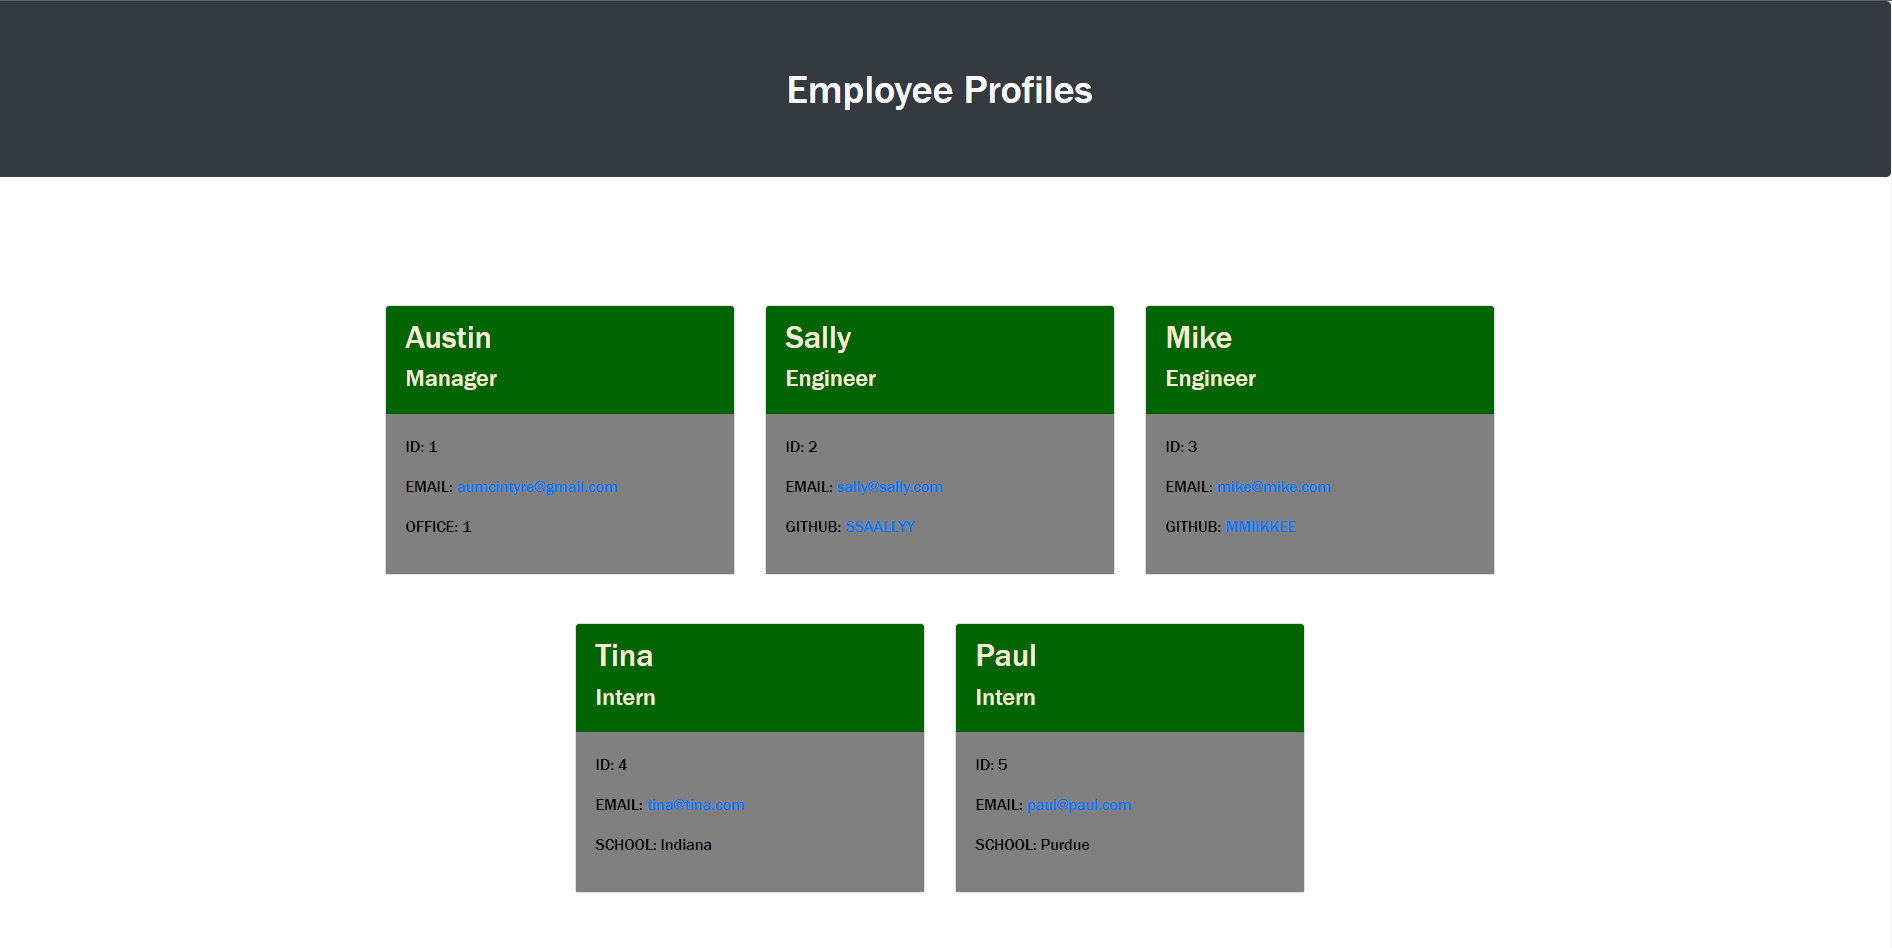 Employee Profiles
Austin
Manager
ID: 1
EMAIL: aumcintyre@gmail.com
OFFICE: 1
Sally
Engineer
ID: 2
EMAIL: sally@sally.com
GITHUB: SSAALLYY
Mike
Engineer
ID: 3
EMAIL: mike@mike.com
GITHUB: MMIIKKEE
Tina
Intern
ID: 4
EMAIL: tina@tina.com
SCHOOL: Indiana
Paul
Intern
ID: 5
EMAIL: paul@paul.com
SCHOOL: Purdue